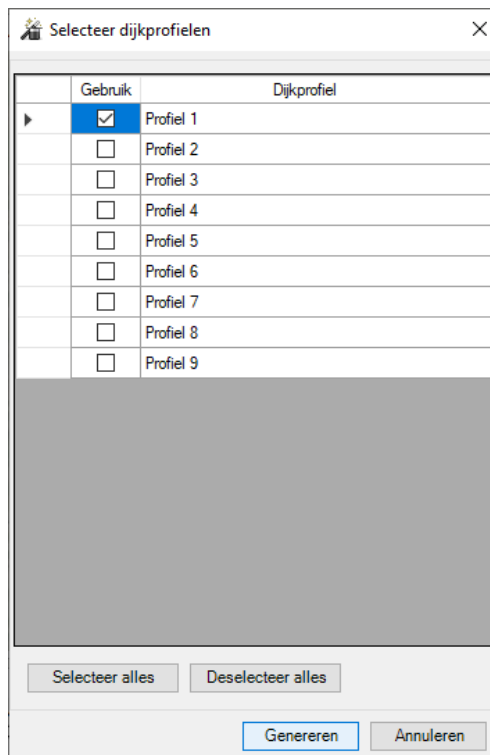 Selecteer dijkprofielen
Gebruik Dijkprofiel
Profiel 1
Profiel 2
Profiel 3
Profiel 4
Profiel 5
Profiel 6
Profiel 7
Profiel 8
Profiel 9
Selecteer alles Deselecteer alles
Genereren Annuleren